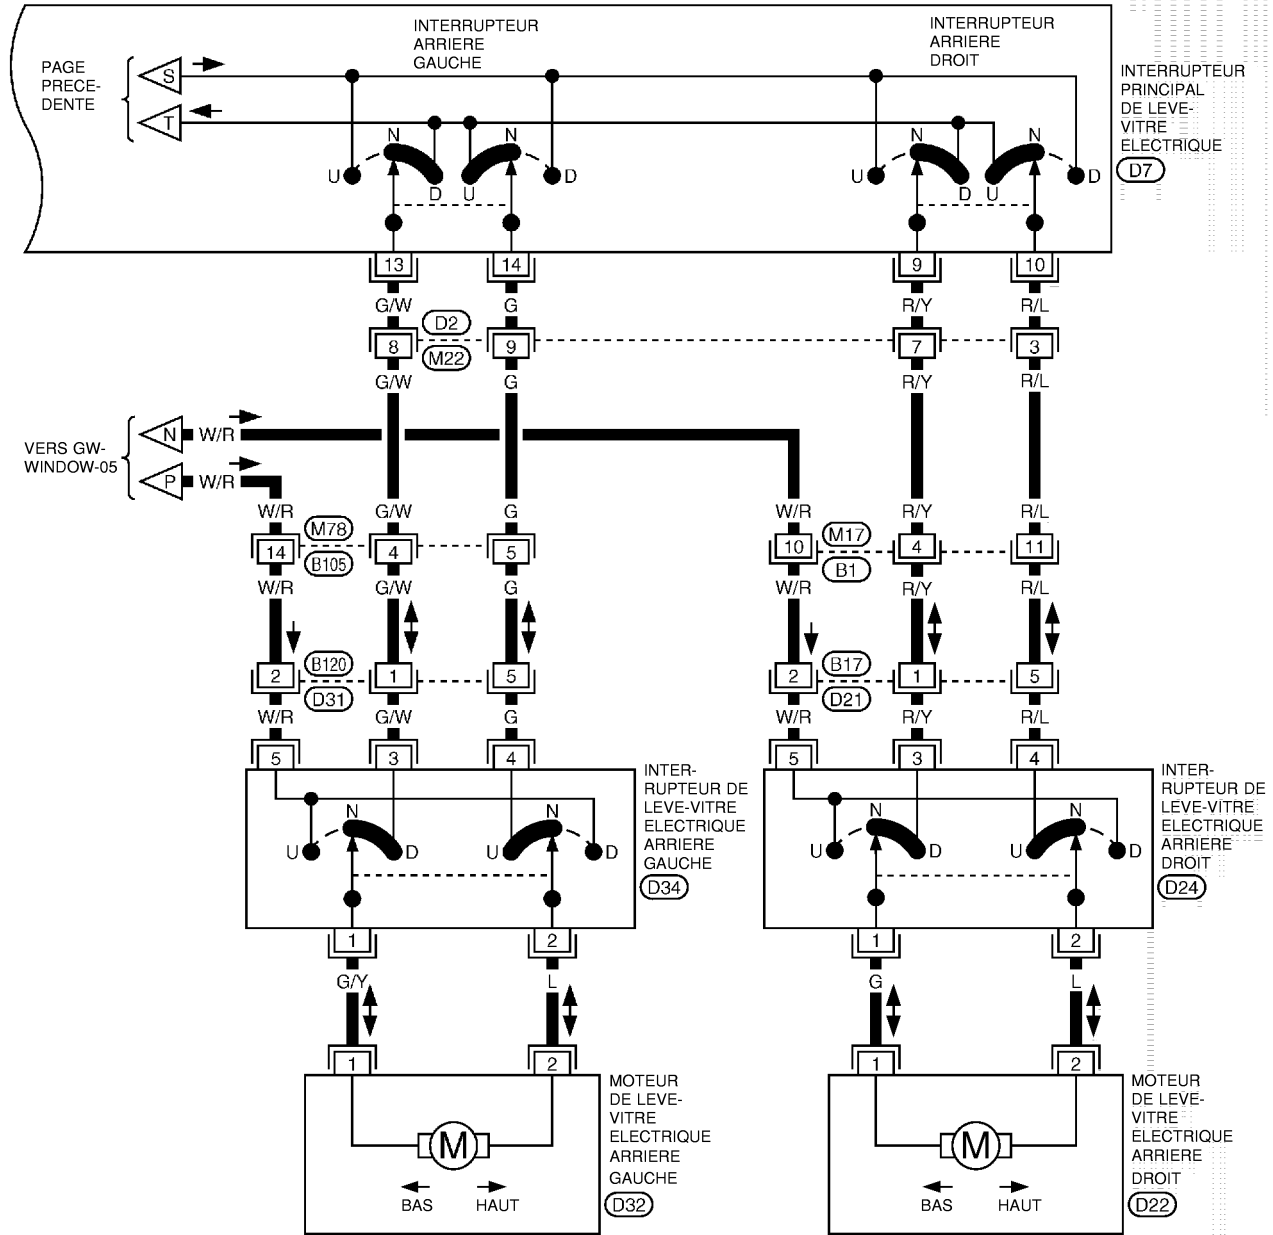 INTERRUPTEUR
ARRIERE
GAUCHE
INTERRUPTEUR
ARRIERE
DROIT
PAGE
PRECE-
DENTE
S
T
INTERRUPTEUR
PRINCIPAL
DE LEVE-
VITRE
ELECTRIQUE
D7
N N N N
U D U D U D U D
13 14 9 10
G/W G R/Y R/L
D2
8 9 7 3
M22
G/W G R/Y R/L
VERS GW-
WINDOW-05
N W/R
P W/R
W/R G/W G W/R R/Y R/L
M78 M17
14 4 5 10 4 11
B105 B1
W/R G/W G W/R R/Y R/L
B120 B17
2 1 5 2 1 5
D31 D21
W/R G/W G W/R R/Y R/L
5 3 4 5 3 4
INTER-
RUPTEUR DE
LEVE-VITRE
ELECTRIQUE
ARRIERE
GAUCHE
D34
INTER-
RUPTEUR DE
LEVE-VITRE
ELECTRIQUE
ARRIERE
DROIT
D24
N N N N
U D U D U D U D
1 2 1 2
G/Y L G L
1 2 1 2
MOTEUR
DE LEVE-
VITRE
ELECTRIQUE
ARRIERE
GAUCHE
D32
MOTEUR
DE LEVE-
VITRE
ELECTRIQUE
ARRIERE
DROIT
D22
M M
BAS HAUT BAS HAUT